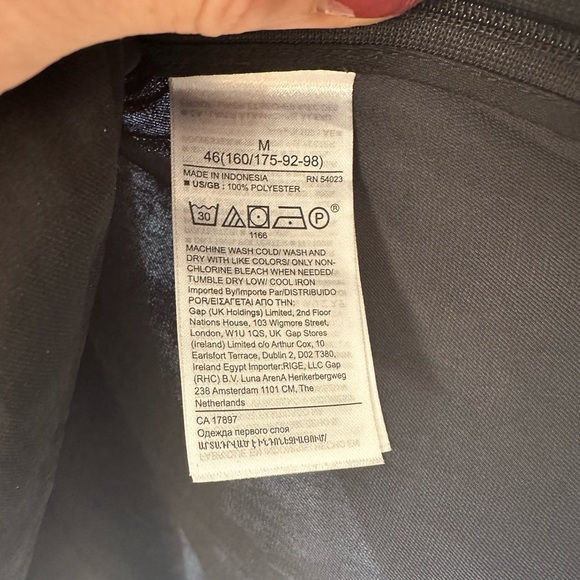 M
46(160/175-92-98)
MADE IN INDONESIA RN 54023
■ US/GB : 100% POLYESTER
30 P ®
1166
MACHINE WASH COLD/ WASH AND
DRY WITH LIKE COLORS/ ONLY NON-
CHLORINE BLEACH WHEN NEEDED/
TUMBLE DRY LOW/ COOL IRON
Imported By/Importe Par/DISTRIBUIDO
POR/ΕΙΣΑΓΕΤΑΙ ΑΠΟ ΤΗΝ:
Gap (UK Holdings) Limited, 2nd Floor
Nations House, 103 Wigmore Street,
London, W1U 1QS, UK Gap Stores
(Ireland) Limited c/o Arthur Cox, 10
Earlsfort Terrace, Dublin 2, D02 T380,
Ireland Egypt Importer:RIGE, LLC Gap
(RHC) B.V. Luna ArenA Herikerbergweg
238 Amsterdam 1101 CM, The
Netherlands
CA 17897
Одежда первого слоя
ԱՐՏԱԴՐՎԱԾ Է ԻՆԴՈՆԵԶԻԱՅՈՒՄ/